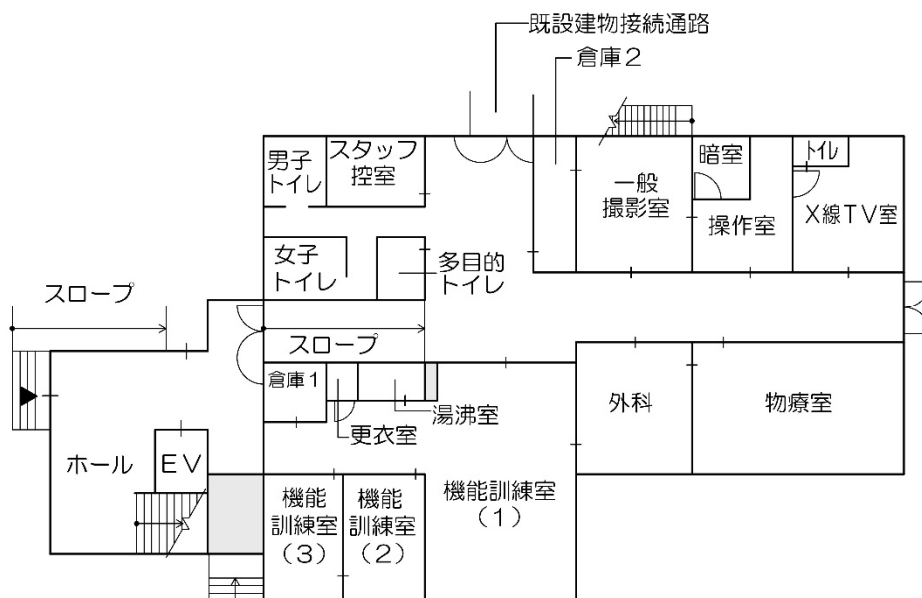 既設建物接続通路
倉庫２
男子
トイレ
スタッフ
控室
一般
撮影室
暗室
操作室
トイレ
Ｘ線ＴＶ室
女子
トイレ
多目的
トイレ
スロープ
スロープ
倉庫１
湯沸室
更衣室
外科
物療室
ホール
ＥＶ
機能
訓練室
（３）
機能
訓練室
（２）
機能訓練室
（１）